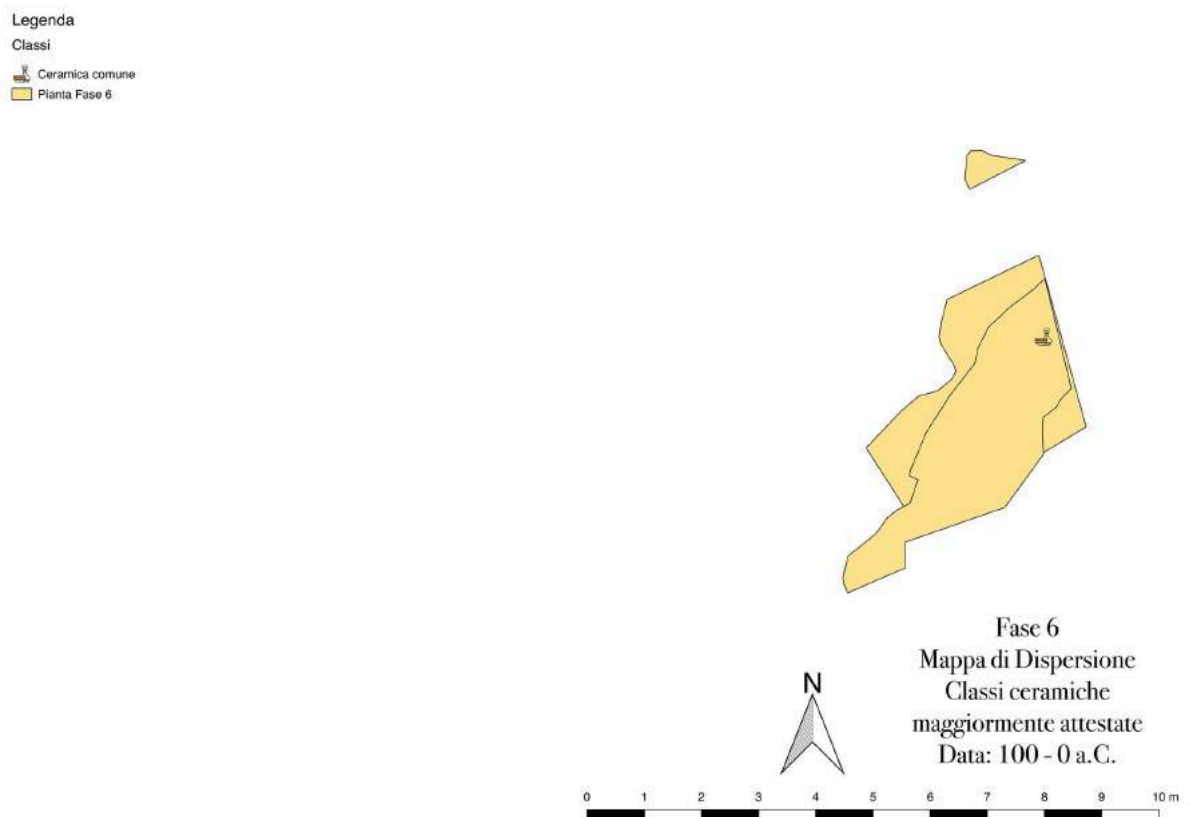 Legenda
Classi
Ceramica comune
Pianta Fase 6
Fase 6
Mappa di Dispersione
Classi ceramiche
maggiormente attestate
Data: 100 - 0 a.C.
N
0 1 2 3 4 5 6 7 8 9 10 m